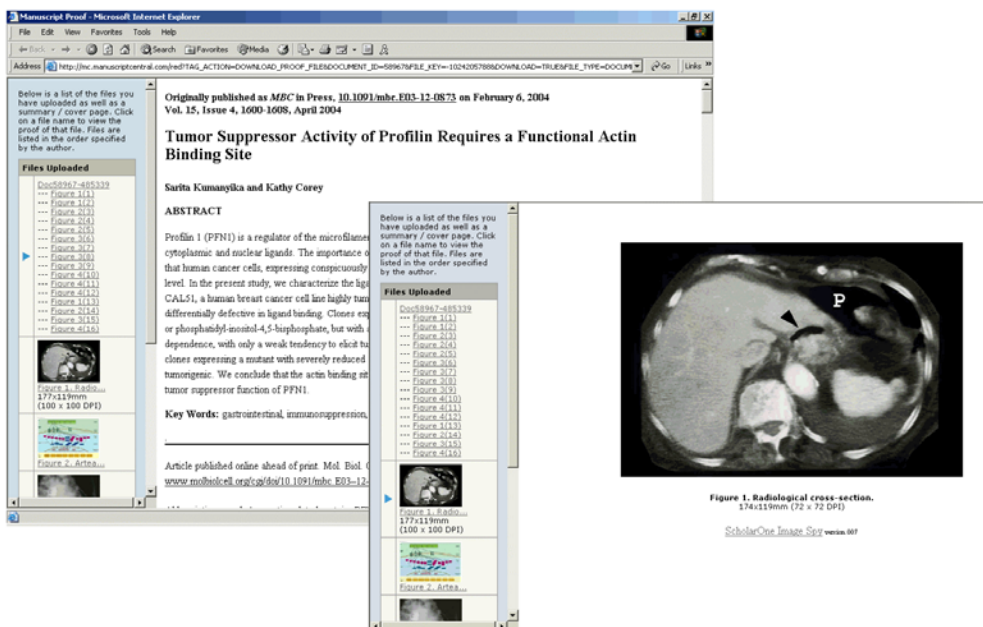 Manuscript Proof - Microsoft Internet Explorer
File Edit View Favorites Tools Help
Back Search Favorites Media
Address http://mc.manuscriptcentral.com/red?TAG_ACTION=DOWNLOAD_PROOF_FILE&DOCUMENT_ID=58967&FILE_KEY=-1024205788&DOWNLOAD=TRUE&FILE_TYPE=DOCUM Go Links »
Below is a list of the files you
have uploaded as well as a
summary / cover page. Click
on a file name to view the
proof of that file. Files are
listed in the order specified
by the author.
Files Uploaded
Doc58967-485339
--- Figure 1(1)
--- Figure 1(2)
--- Figure 2(3)
--- Figure 2(4)
--- Figure 2(5)
--- Figure 3(6)
--- Figure 3(7)
--- Figure 3(8)
--- Figure 3(9)
--- Figure 4(10)
--- Figure 4(11)
--- Figure 4(12)
--- Figure 1(13)
--- Figure 2(14)
--- Figure 3(15)
--- Figure 4(16)
Figure 1. Radio...
177x119mm
(100 x 100 DPI)
Figure 2. Artea...
Originally published as MBC in Press, 10.1091/mbc.E03-12-0873 on February 6, 2004
Vol. 15, Issue 4, 1600-1608, April 2004
Tumor Suppressor Activity of Profilin Requires a Functional Actin
Binding Site
Sarita Kumanyika and Kathy Corey
ABSTRACT
Profilin 1 (PFN1) is a regulator of the microfilame
cytoplasmic and nuclear ligands. The importance o
that human cancer cells, expressing conspicuously
level. In the present study, we characterize the liga
CAL51, a human breast cancer cell line highly tum
differentially defective in ligand binding. Clones exp
or phosphatidyl-inositol-4,5-bisphosphate, but with
dependence, with only a weak tendency to elicit tu
clones expressing a mutant with severely reduced
tumorigenic. We conclude that the actin binding sit
tumor suppressor function of PFN1.
Key Words: gastrointestinal, immunosuppression,
Article published online ahead of print. Mol. Biol. C
www.molbiolcell.org/cgi/doi/10.1091/mbc.E03-12-
Below is a list of the files you
have uploaded as well as a
summary / cover page. Click
on a file name to view the
proof of that file. Files are
listed in the order specified
by the author.
Files Uploaded
Doc58967-485339
--- Figure 1(1)
--- Figure 1(2)
--- Figure 2(3)
--- Figure 2(4)
--- Figure 2(5)
--- Figure 3(6)
--- Figure 3(7)
--- Figure 3(8)
--- Figure 3(9)
--- Figure 4(10)
--- Figure 4(11)
--- Figure 4(12)
--- Figure 1(13)
--- Figure 2(14)
--- Figure 3(15)
--- Figure 4(16)
Figure 1. Radio...
177x119mm
(100 x 100 DPI)
Figure 2. Artea...
P
Figure 1. Radiological cross-section.
174x119mm (72 x 72 DPI)
ScholarOne Image Spy version 007